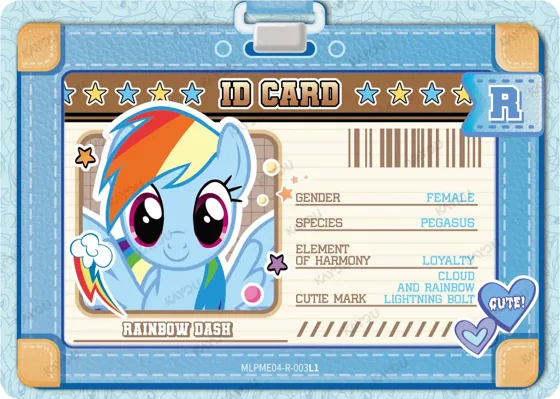 ID CARD
R
GENDER FEMALE
SPECIES PEGASUS
ELEMENT
OF HARMONY LOYALTY
CLOUD
AND RAINBOW
CUTIE MARK LIGHTNING BOLT
CUTE!
RAINBOW DASH
MLPME04-R-003L1
KAYOU